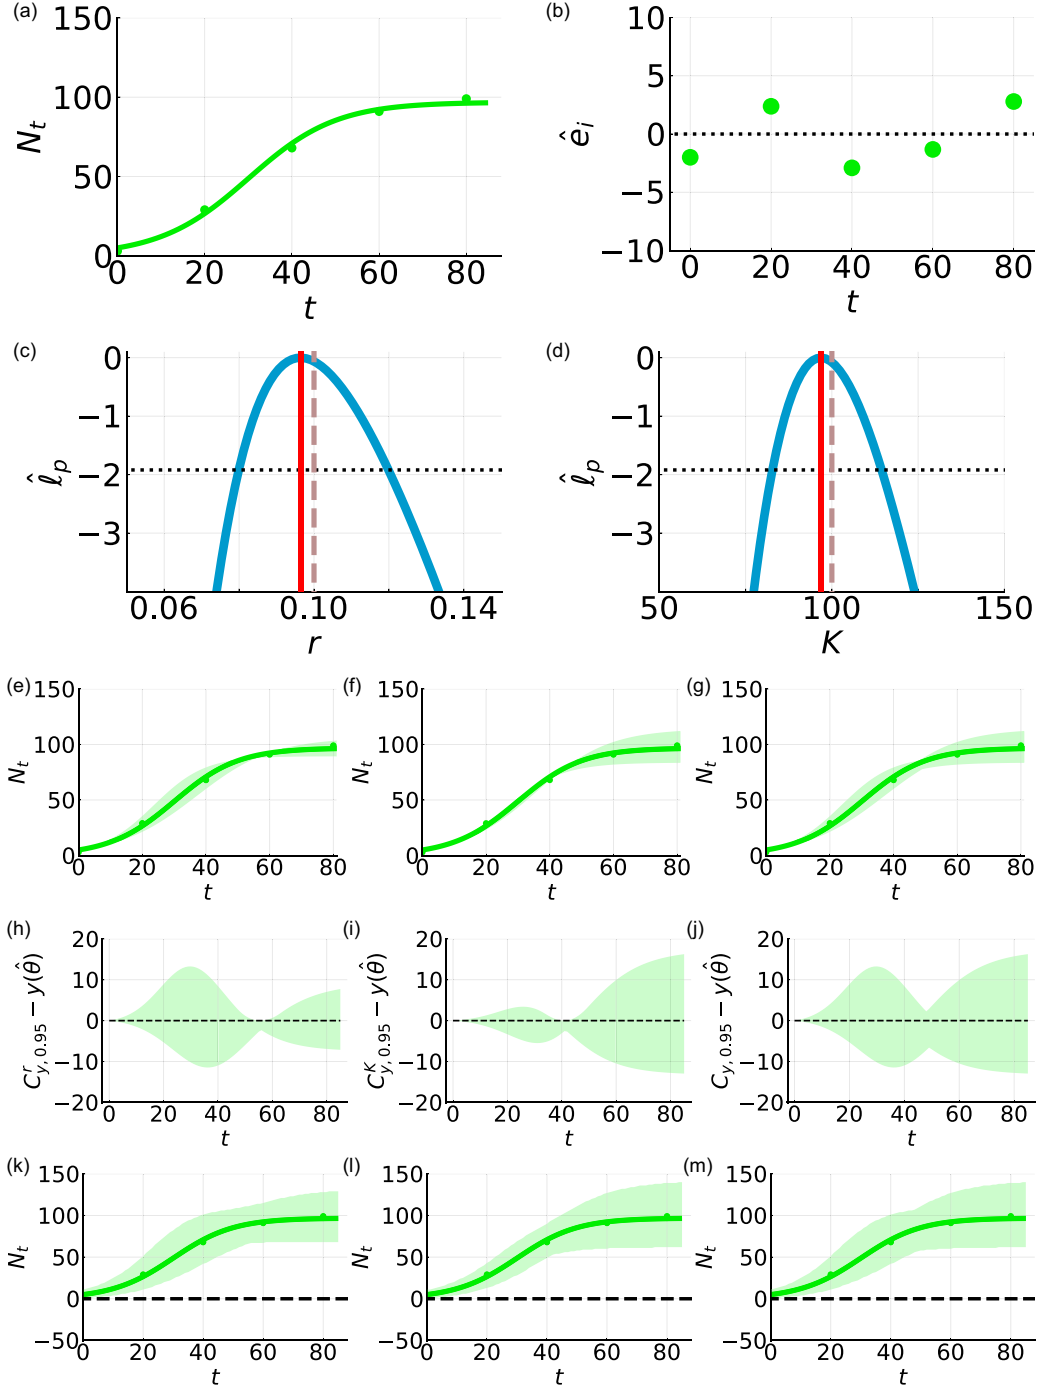 (a)
150
100
50
0
N_t
0 20 40 60 80
t
(b)
10
5
0
−5
−10
ê_i
0 20 40 60 80
t
(c)
0
−1
−2
−3
ℓ̂_p
0.06 0.10 0.14
r
(d)
0
−1
−2
−3
ℓ̂_p
50 100 150
K
(e)
150
100
50
0
N_t
0 20 40 60 80
t
(f)
150
100
50
0
N_t
0 20 40 60 80
t
(g)
150
100
50
0
N_t
0 20 40 60 80
t
(h)
20
10
0
−10
−20
C^r_{y, 0.95} − y(θ̂)
0 20 40 60 80
t
(i)
20
10
0
−10
−20
C^K_{y, 0.95} − y(θ̂)
0 20 40 60 80
t
(j)
20
10
0
−10
−20
C_{y, 0.95} − y(θ̂)
0 20 40 60 80
t
(k)
150
100
50
0
−50
N_t
0 20 40 60 80
t
(l)
150
100
50
0
−50
N_t
0 20 40 60 80
t
(m)
150
100
50
0
−50
N_t
0 20 40 60 80
t